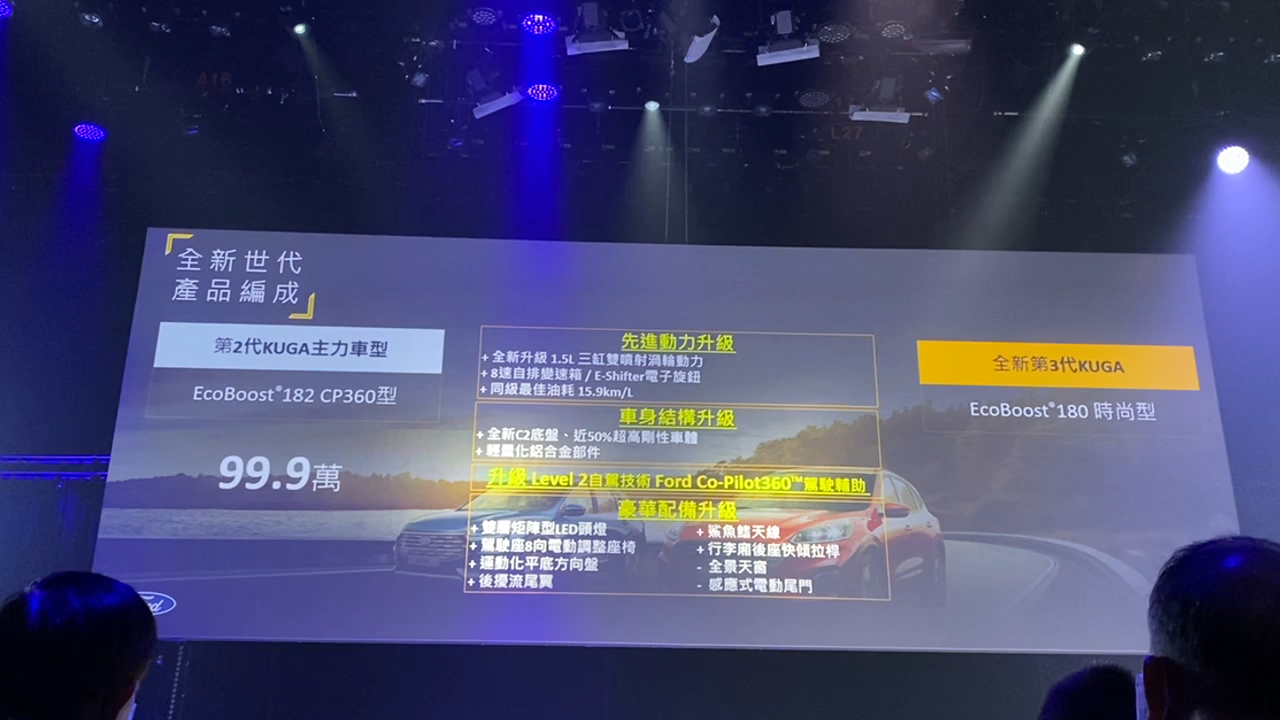 AIR
L27
全新世代
產品編成
第2代KUGA主力車型
EcoBoost®182 CP360型
99.9萬
先進動力升級
+ 全新升級 1.5L 三缸雙噴射渦輪動力
+ 8速自排變速箱 / E-Shifter電子旋鈕
+ 同級最佳油耗 15.9km/L
車身結構升級
+ 全新C2底盤、近50%超高剛性車體
+ 輕量化鋁合金部件
升級 Level 2自駕技術 Ford Co-Pilot360™駕駛輔助
豪華配備升級
+ 雙層矩陣型LED頭燈
+ 駕駛座8向電動調整座椅
+ 運動化平底方向盤
+ 後擾流尾翼
+ 鯊魚鰭天線
+ 行李廂後座快傾拉桿
- 全景天窗
- 感應式電動尾門
全新第3代KUGA
EcoBoost®180 時尚型